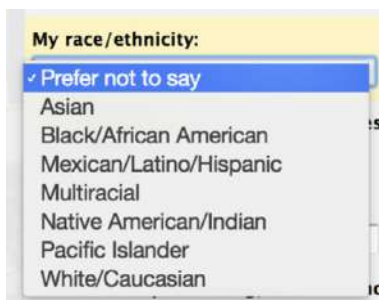 My race/ethnicity:
✓ Prefer not to say
Asian
Black/African American
Mexican/Latino/Hispanic
Multiracial
Native American/Indian
Pacific Islander
White/Caucasian